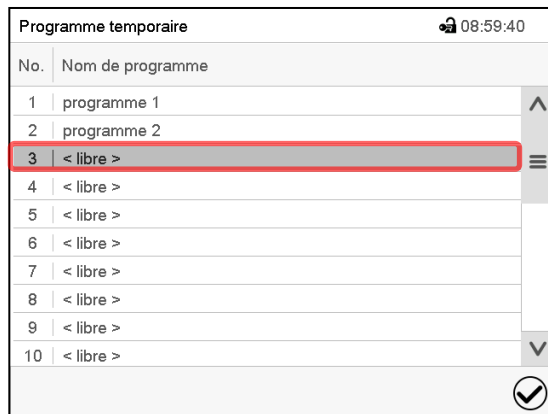 Programme temporaire 08:59:40
No. Nom de programme
1 programme 1
2 programme 2
3 < libre >
4 < libre >
5 < libre >
6 < libre >
7 < libre >
8 < libre >
9 < libre >
10 < libre >